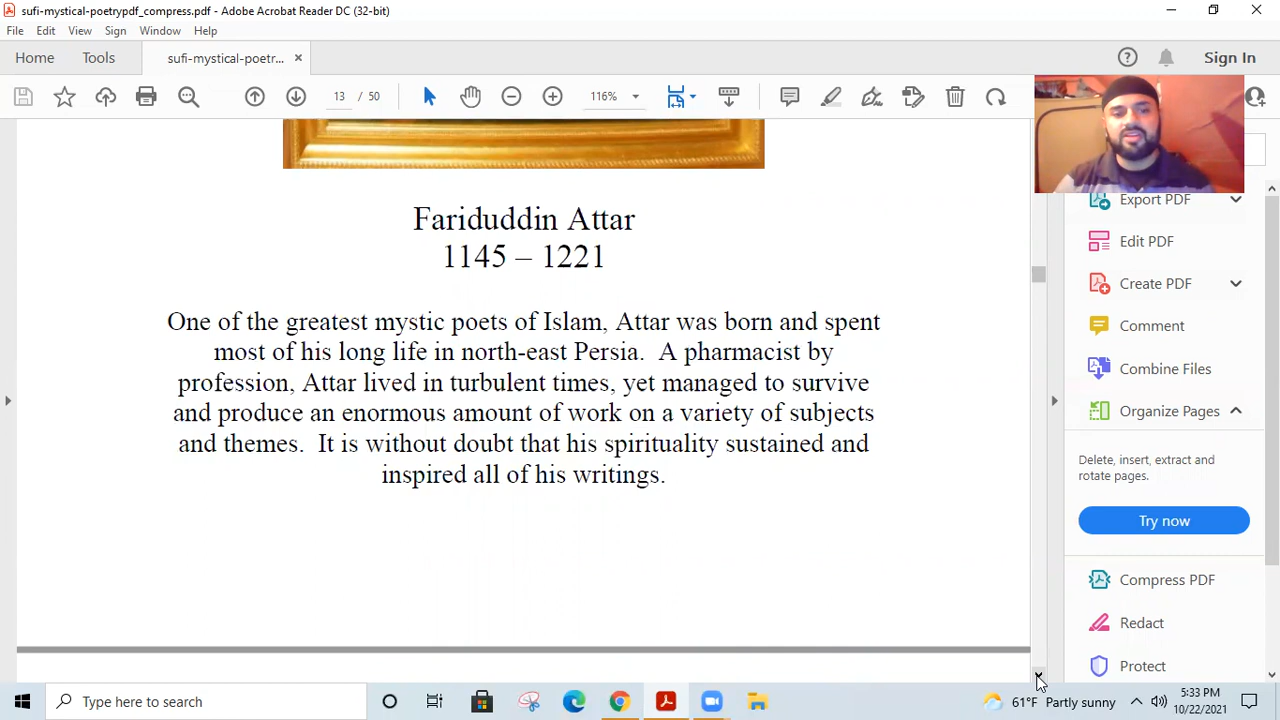 sufi-mystical-poetrypdf_compress.pdf - Adobe Acrobat Reader DC (32-bit)
File Edit View Sign Window Help
Home Tools sufi-mystical-poetr... Sign In
13 / 50 116%
Fariduddin Attar
1145 – 1221
One of the greatest mystic poets of Islam, Attar was born and spent
most of his long life in north-east Persia. A pharmacist by
profession, Attar lived in turbulent times, yet managed to survive
and produce an enormous amount of work on a variety of subjects
and themes. It is without doubt that his spirituality sustained and
inspired all of his writings.
Export PDF
Edit PDF
Create PDF
Comment
Combine Files
Organize Pages
Delete, insert, extract and
rotate pages.
Try now
Compress PDF
Redact
Protect
Type here to search
61°F Partly sunny
5:33 PM
10/22/2021